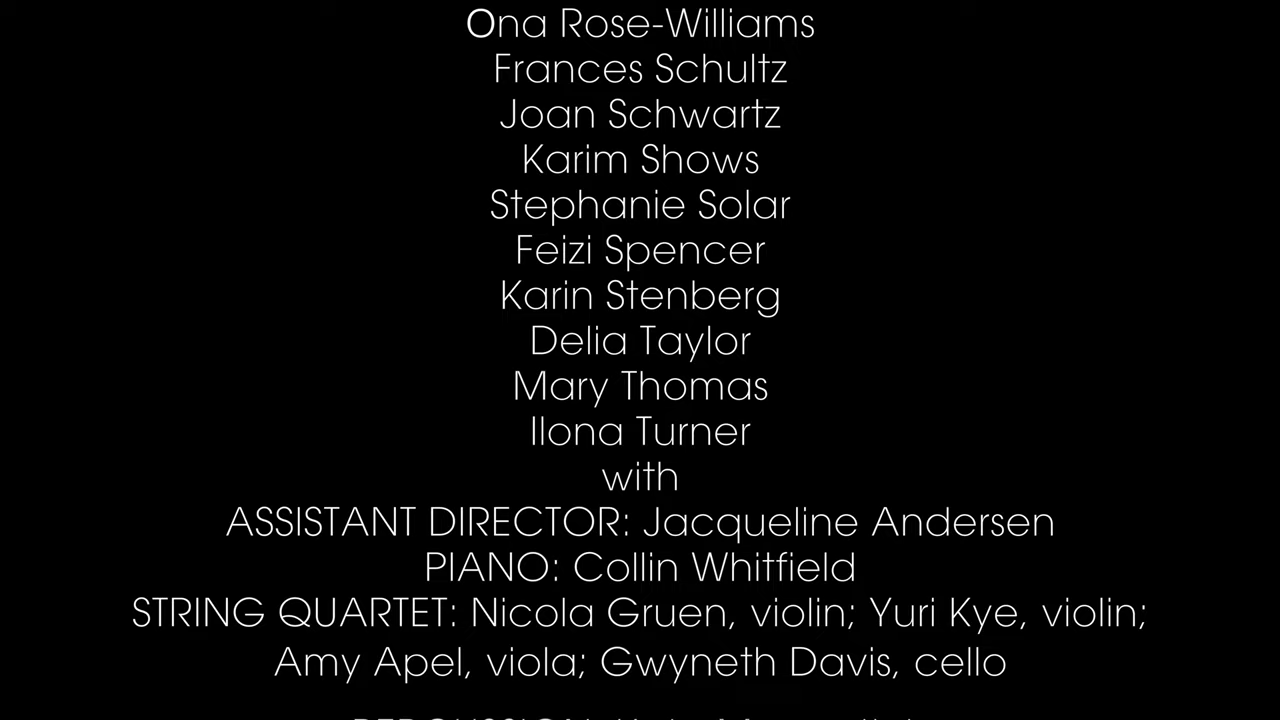 Ona Rose-Williams
Frances Schultz
Joan Schwartz
Karim Shows
Stephanie Solar
Feizi Spencer
Karin Stenberg
Delia Taylor
Mary Thomas
Ilona Turner
with
ASSISTANT DIRECTOR: Jacqueline Andersen
PIANO: Collin Whitfield
STRING QUARTET: Nicola Gruen, violin; Yuri Kye, violin;
Amy Apel, viola; Gwyneth Davis, cello